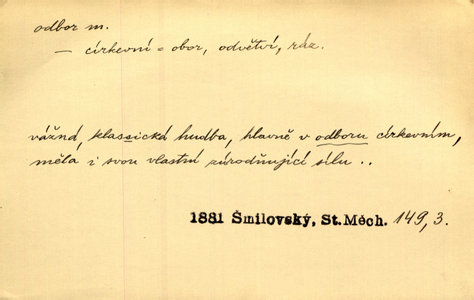 odbor m.
– církevní = obor, odvětví, ráz.
vážná, klassická hudba, hlavně v odboru církevním,
měla i svou vlastní zúrodňující sílu ..
1881 Šmilovský, St. Měch. 149, 3.